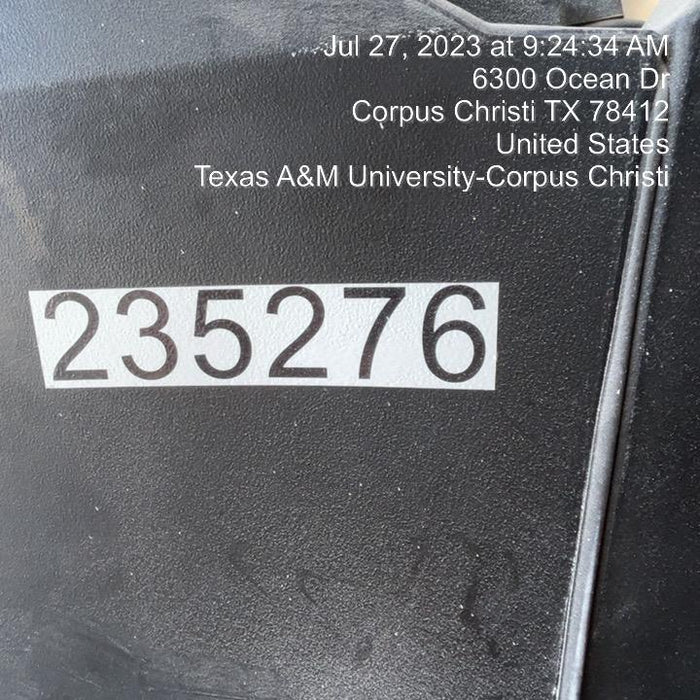 Jul 27, 2023 at 9:24:34 AM
6300 Ocean Dr
Corpus Christi TX 78412
United States
Texas A&M University-Corpus Christi
235276